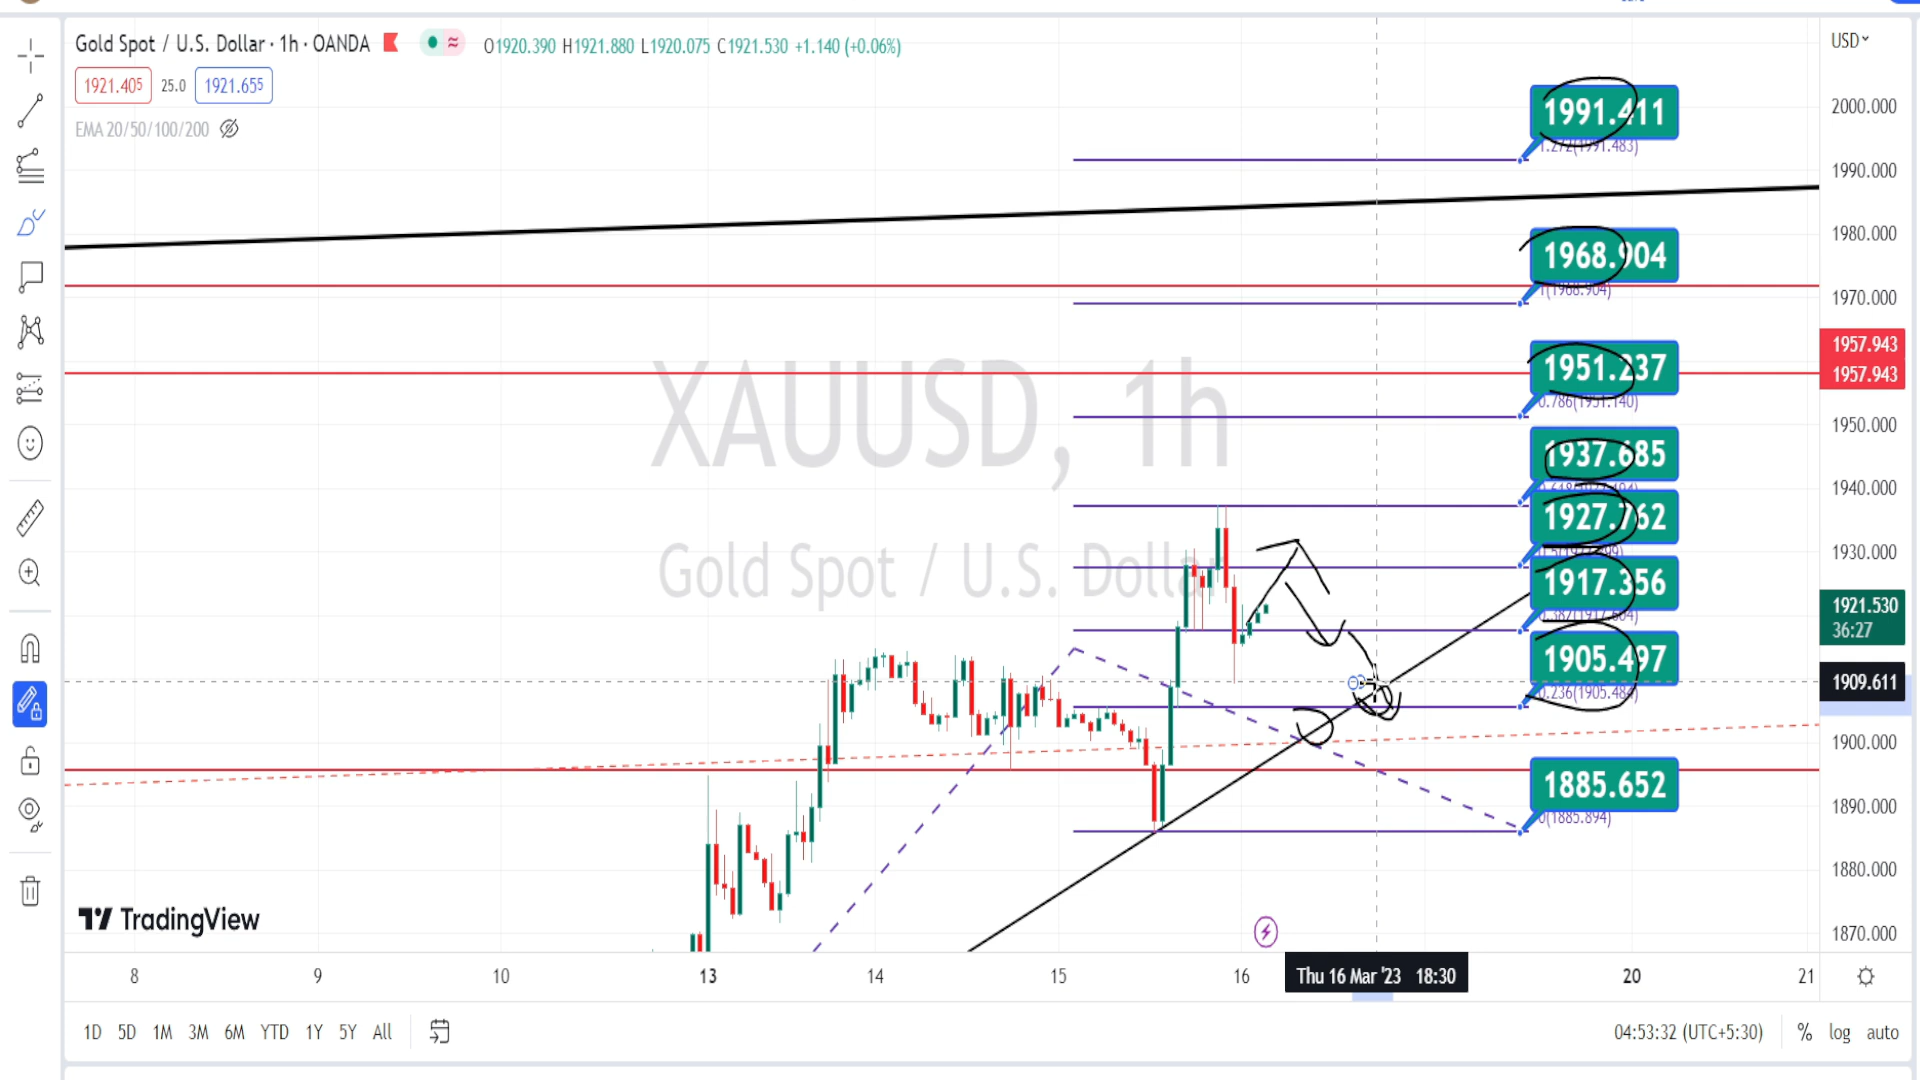 Gold Spot / U.S. Dollar · 1h · OANDA
O1920.390 H1921.880 L1920.075 C1921.530 +1.140 (+0.06%)
USD
1921.405 25.0 1921.655
EMA 20/50/100/200
2000.000
1991.411
1.272(1991.483)
1990.000
1980.000
1968.904
1(1968.904)
1970.000
1957.943
1957.943
1951.237
0.786(1951.140)
1950.000
1937.685
1940.000
1927.762
1930.000
1917.356
1921.530
36:27
1905.497
1909.611
0.236(1905.484)
1900.000
1885.652
0(1885.894)
1890.000
1880.000
1870.000
XAUUSD, 1h
Gold Spot / U.S. Dollar
TradingView
8 9 10 13 14 15 16 Thu 16 Mar '23 18:30 20 21
1D 5D 1M 3M 6M YTD 1Y 5Y All
04:53:32 (UTC+5:30) % log auto